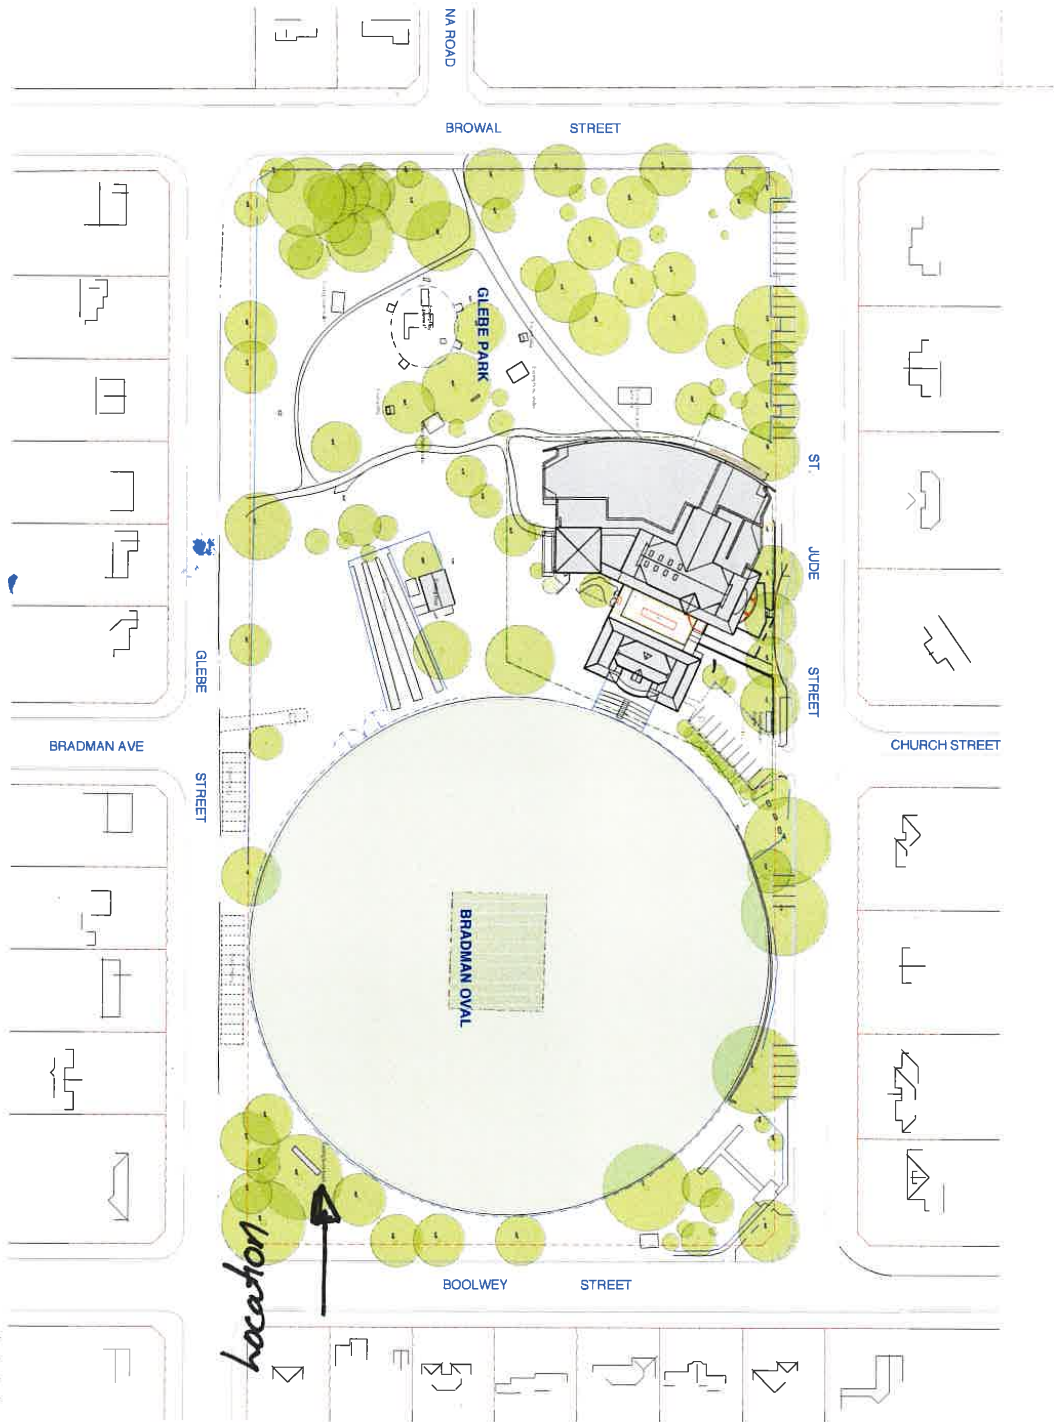 NA ROAD
BROWAL STREET
GLEBE PARK
ST. JUDE STREET
GLEBE STREET
BRADMAN AVE
CHURCH STREET
BRADMAN OVAL
Location
BOOLWEY STREET